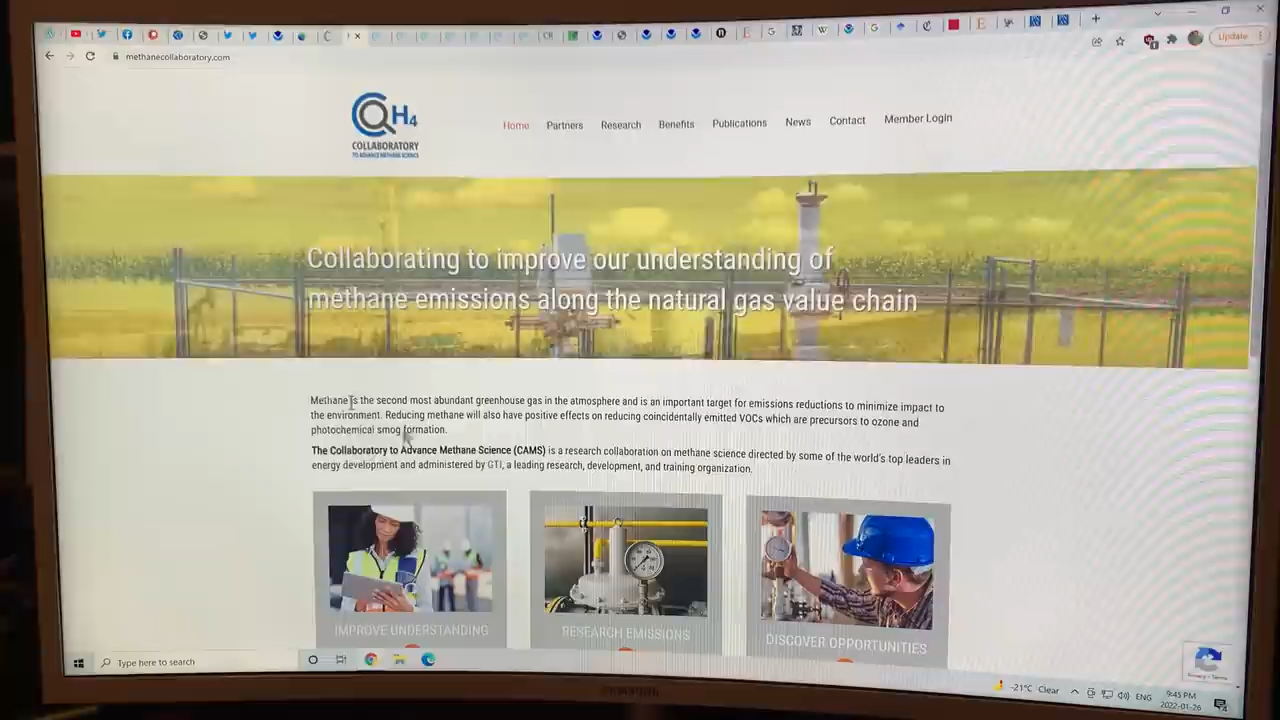 methanecollaboratory.com
Update
CH4
COLLABORATORY
TO ADVANCE METHANE SCIENCE
Home Partners Research Benefits Publications News Contact Member Login
Collaborating to improve our understanding of
methane emissions along the natural gas value chain
Methane is the second most abundant greenhouse gas in the atmosphere and is an important target for emissions reductions to minimize impact to
the environment. Reducing methane will also have positive effects on reducing coincidentally emitted VOCs which are precursors to ozone and
photochemical smog formation.
The Collaboratory to Advance Methane Science (CAMS) is a research collaboration on methane science directed by some of the world's top leaders in
energy development and administered by GTI, a leading research, development, and training organization.
IMPROVE UNDERSTANDING RESEARCH EMISSIONS DISCOVER OPPORTUNITIES
Privacy - Terms
Type here to search
-21°C Clear
ENG
9:45 PM
2022-01-26
SAMSUNG